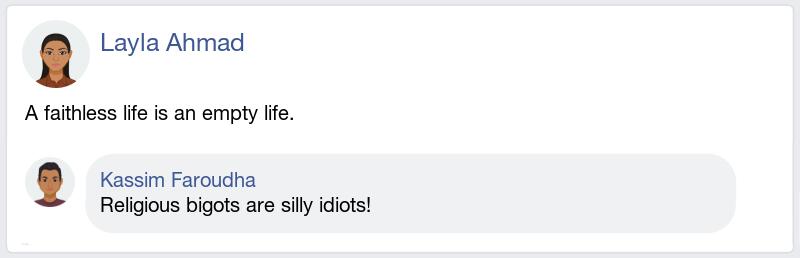 Layla Ahmad
A faithless life is an empty life.
Kassim Faroudha
Religious bigots are silly idiots!